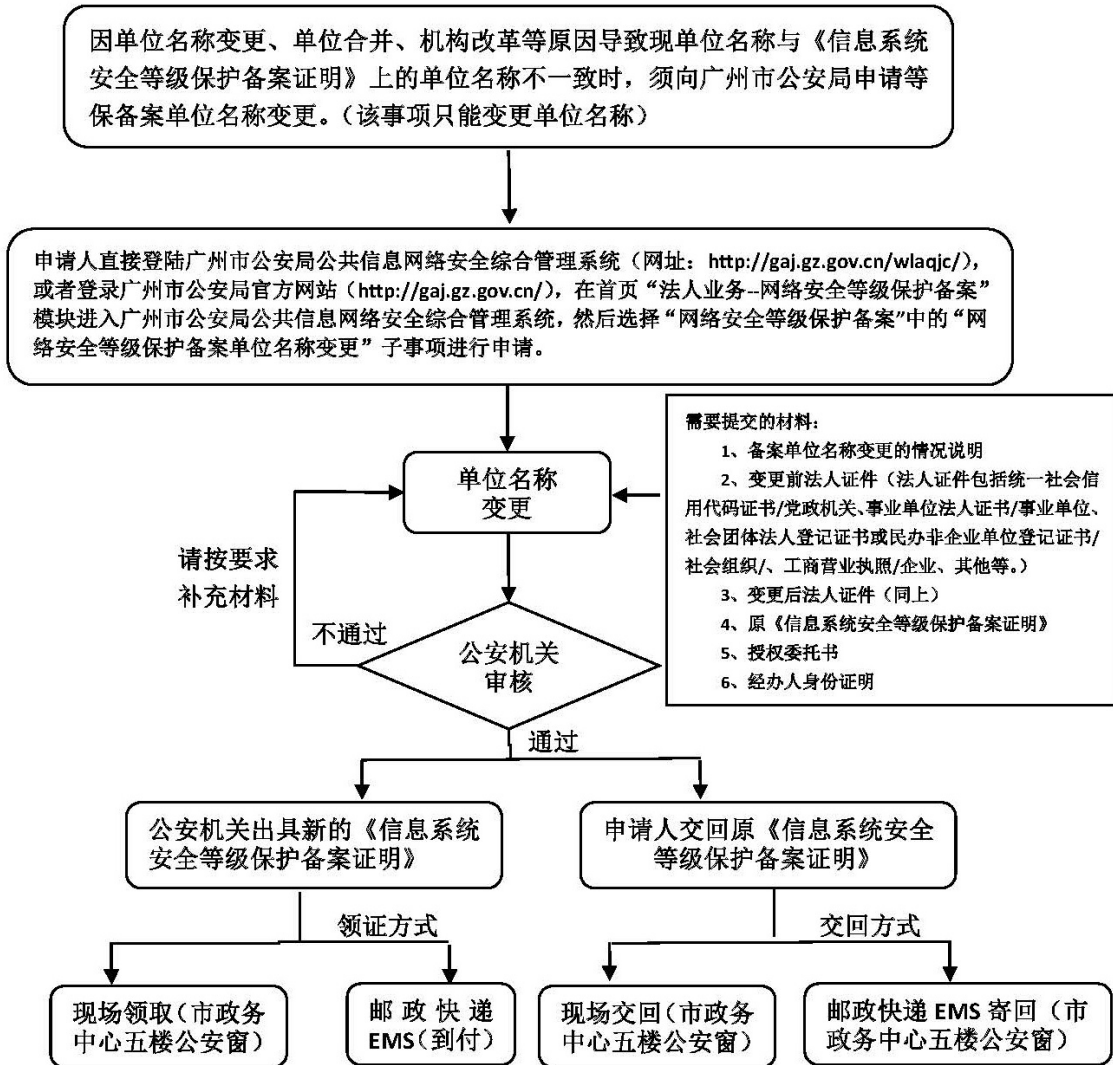 因单位名称变更、单位合并、机构改革等原因导致现单位名称与《信息系统
安全等级保护备案证明》上的单位名称不一致时，须向广州市公安局申请等
保备案单位名称变更。（该事项只能变更单位名称）
申请人直接登陆广州市公安局公共信息网络安全综合管理系统（网址：http://gaj.gz.gov.cn/wlaqjc/），
或者登录广州市公安局官方网站（http://gaj.gz.gov.cn/），在首页“法人业务--网络安全等级保护备案”
模块进入广州市公安局公共信息网络安全综合管理系统，然后选择“网络安全等级保护备案”中的“网
络安全等级保护备案单位名称变更”子事项进行申请。
需要提交的材料：
1、备案单位名称变更的情况说明
2、变更前法人证件（法人证件包括统一社会信
用代码证书/党政机关、事业单位法人证书/事业单位、
社会团体法人登记证书或民办非企业单位登记证书/
社会组织/、工商营业执照/企业、其他等。）
3、变更后法人证件（同上）
4、原《信息系统安全等级保护备案证明》
5、授权委托书
6、经办人身份证明
单位名称
变更
请按要求
补充材料
不通过
公安机关
审核
通过
公安机关出具新的《信息系统
安全等级保护备案证明》
申请人交回原《信息系统安全
等级保护备案证明》
领证方式
交回方式
现场领取（市政务
中心五楼公安窗）
邮政快递
EMS（到付）
现场交回（市政务
中心五楼公安窗）
邮政快递 EMS 寄回（市
政务中心五楼公安窗）